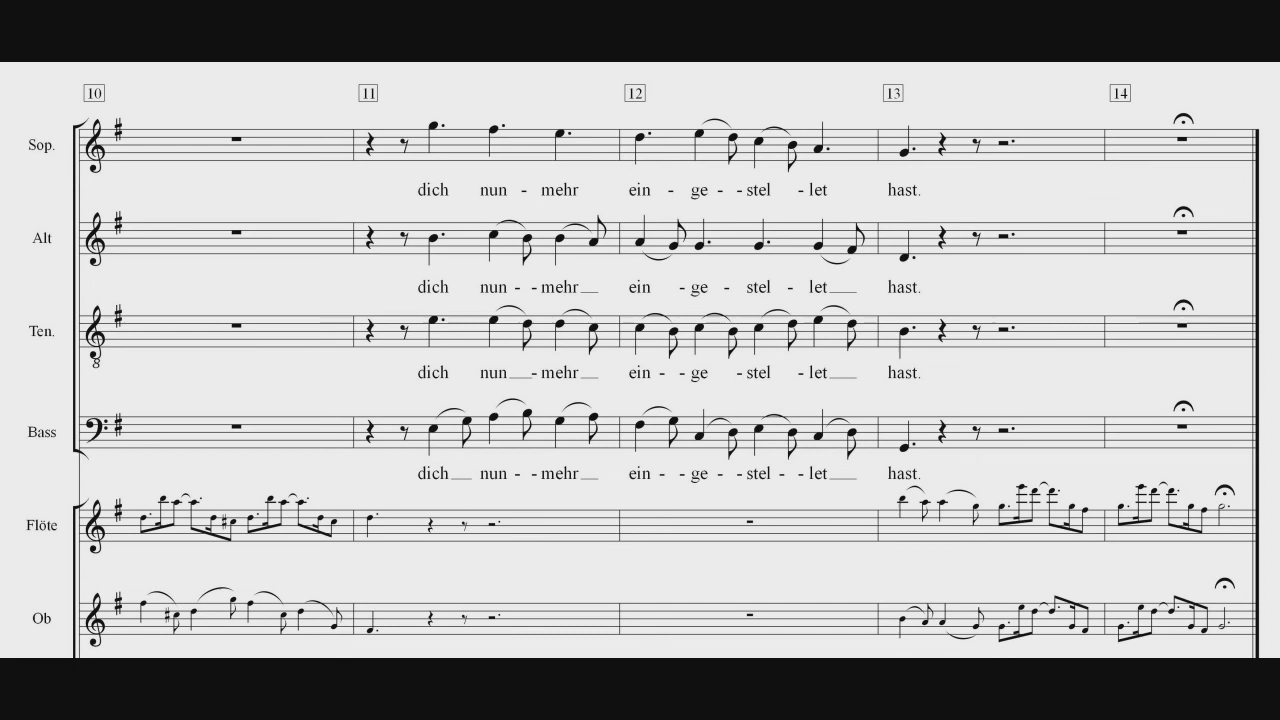 10 11 12 13 14
Sop.
dich nun - mehr ein - ge - - stel - let hast.
Alt
dich nun - - mehr ein - ge - stel - let hast.
Ten.
dich nun - mehr ein - - ge - stel - let hast.
8
Bass
dich nun - - mehr ein - - ge - - stel - - let hast.
Flöte
Ob